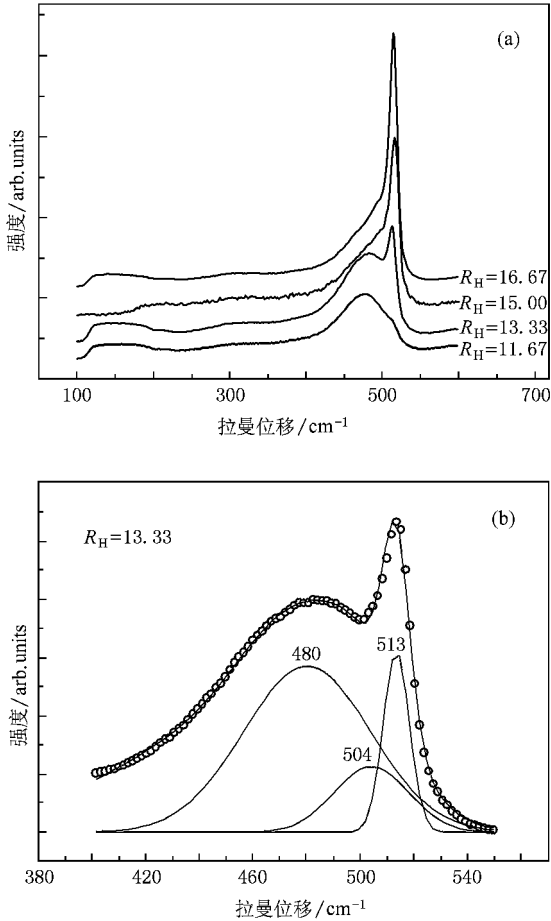 (a)
强度/arb.units
R_H=16.67
R_H=15.00
R_H=13.33
R_H=11.67
100 300 500 700
拉曼位移/cm⁻¹
(b)
R_H=13.33
强度/arb.units
480
513
504
380 420 460 500 540
拉曼位移/cm⁻¹